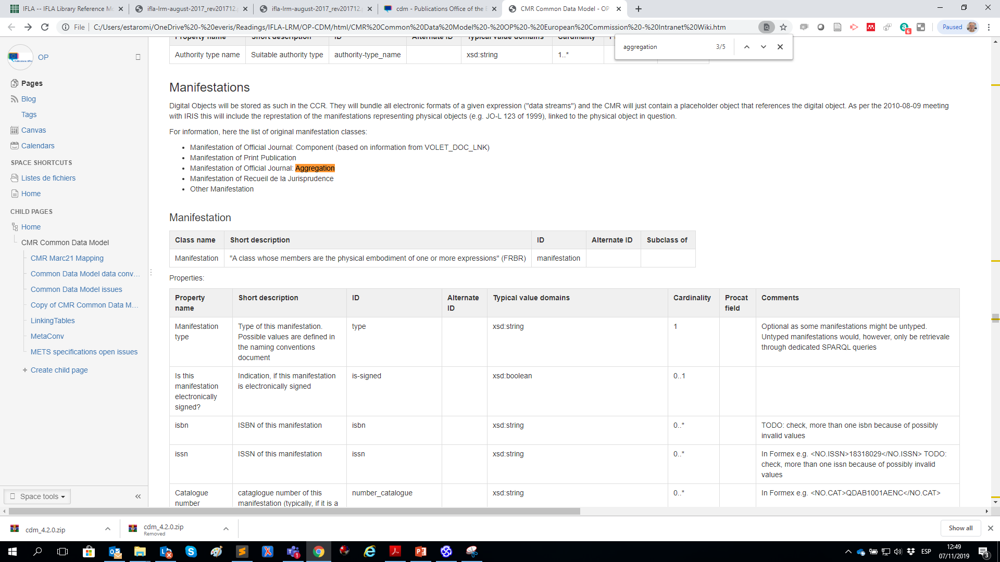 IFLA -- IFLA Library Reference Mo
ifla-lrm-august-2017_rev201712.
ifla-lrm-august-2017_rev201712.
cdm - Publications Office of the E
CMR Common Data Model - OP
File
C:/Users/estaromi/OneDrive%20-%20everis/Readings/IFLA-LRM/OP-CDM/html/CMR%20Common%20Data%20Model%20-%20OP%20-%20European%20Commission%20-%20Intranet%20Wiki.htm
6
Paused
aggregation
3/5
OP
Pages
Blog
Tags
Canvas
Calendars
SPACE SHORTCUTS
Listes de fichiers
Home
CHILD PAGES
Home
CMR Common Data Model
CMR Marc21 Mapping
Common Data Model data conv...
Common Data Model issues
Copy of CMR Common Data M...
LinkingTables
MetaConv
METS specifications open issues
+ Create child page
Space tools
Property name Short description ID Alternate ID Typical value domains Cardinality
Authority type name Suitable authority type authority-type_name xsd:string 1..*
Manifestations
Digital Objects will be stored as such in the CCR. They will bundle all electronic formats of a given expression ("data streams") and the CMR will just contain a placeholder object that references the digital object. As per the 2010-08-09 meeting
with IRIS this will include the represtation of the manifestations representing physical objects (e.g. JO-L 123 of 1999), linked to the physical object in question.
For information, here the list of original manifestation classes:
• Manifestation of Official Journal: Component (based on information from VOLET_DOC_LNK)
• Manifestation of Print Publication
• Manifestation of Official Journal: Aggregation
• Manifestation of Recueil de la Jurisprudence
• Other Manifestation
Manifestation
Class name Short description ID Alternate ID Subclass of
Manifestation "A class whose members are the physical embodiment of one or more expressions" (FRBR) manifestation
Properties:
Property name Short description ID Alternate ID Typical value domains Cardinality Procat field Comments
Manifestation type
Type of this manifestation. Possible values are defined in the naming conventions document
type
xsd:string
1
Optional as some manifestations might be untyped. Untyped manifestations would, however, only be retrievale through dedicated SPARQL queries
Is this manifestation electronically signed?
Indication, if this manifestation is electronically signed
is-signed
xsd:boolean
0..1
isbn
ISBN of this manifestation
isbn
xsd:string
0..*
TODO: check, more than one isbn because of possibly invalid values
issn
ISSN of this manifestation
issn
xsd:string
0..*
In Formex e.g. <NO.ISSN>18318029</NO.ISSN> TODO: check, more than one issn because of possibly invalid values
Catalogue number
cataglogue number of this manifestation (typically, if it is a
number_catalogue
xsd:string
0..*
In Formex e.g. <NO.CAT>QDAB1001AENC</NO.CAT>
cdm_4.2.0.zip
cdm_4.2.0.zip
Removed
Show all
ESP
12:49
07/11/2019
3